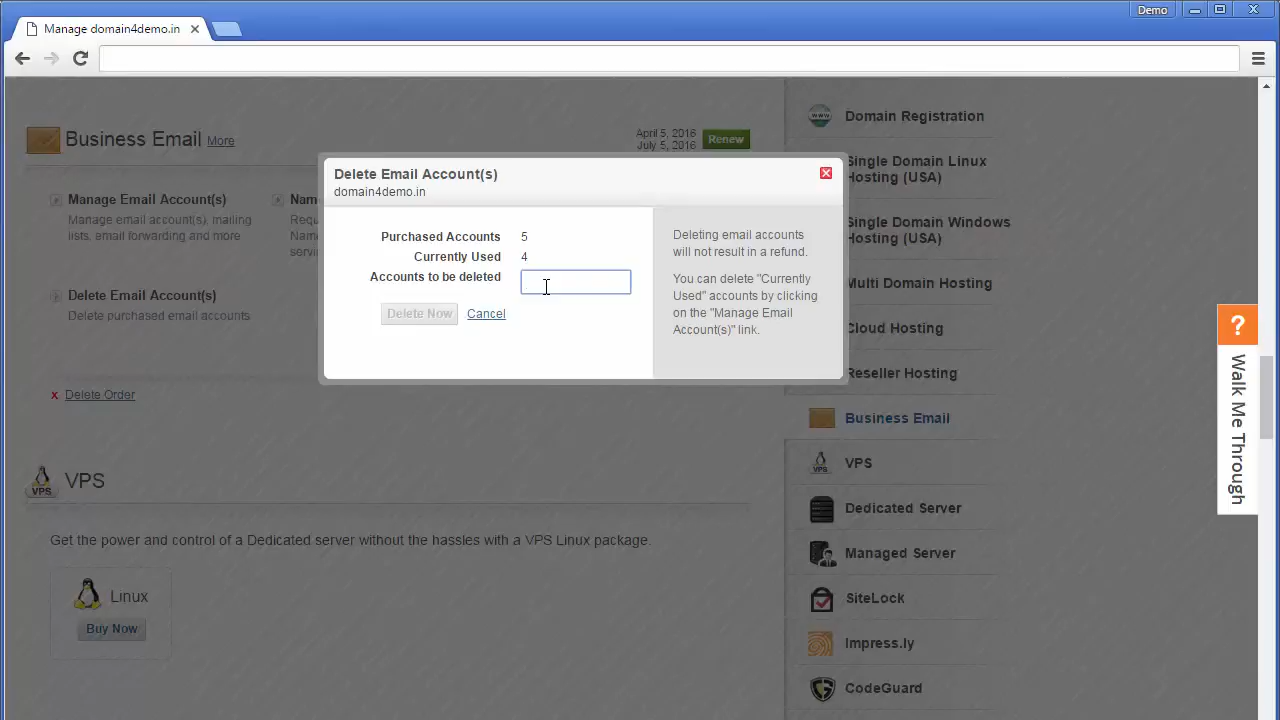 Demo
Manage domain4demo.in
Business Email More
April 5, 2016
July 5, 2016
Renew
Manage Email Account(s)
Manage email account(s), mailing
lists, email forwarding and more
Delete Email Account(s)
Delete purchased email accounts
x Delete Order
Delete Email Account(s)
domain4demo.in
Purchased Accounts 5
Currently Used 4
Accounts to be deleted
Delete Now Cancel
Deleting email accounts
will not result in a refund.
You can delete "Currently
Used" accounts by clicking
on the "Manage Email
Account(s)" link.
VPS
VPS
Get the power and control of a Dedicated server without the hassles with a VPS Linux package.
Linux
Buy Now
www
Domain Registration
Single Domain Linux
Hosting (USA)
Single Domain Windows
Hosting (USA)
Multi Domain Hosting
Cloud Hosting
Reseller Hosting
Business Email
VPS
VPS
Dedicated Server
Managed Server
SiteLock
Impress.ly
CodeGuard
?
Walk Me Through